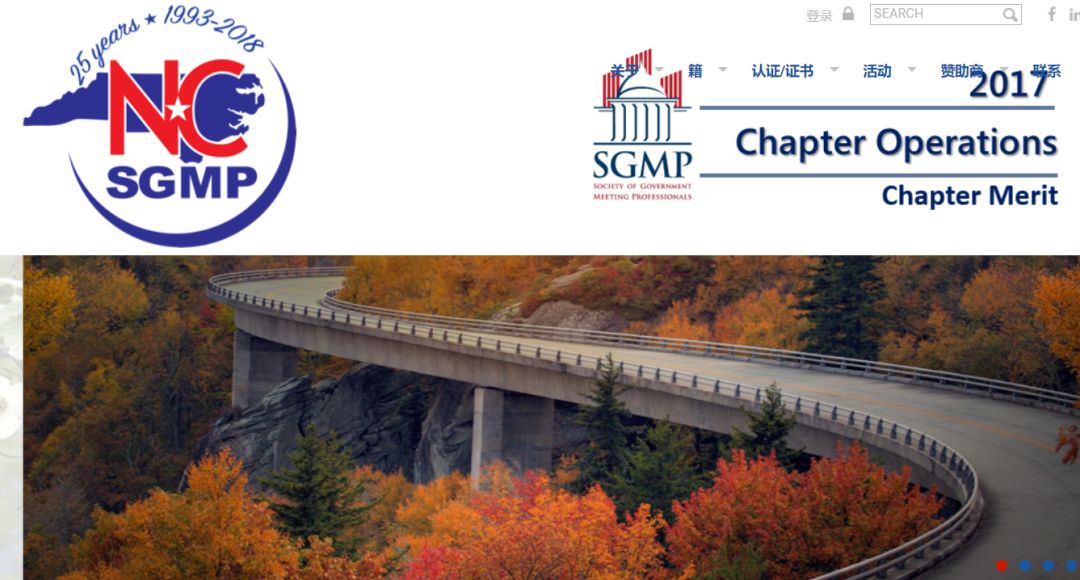 登录
SEARCH
25 years ★ 1993-2018
NC
SGMP
关于 籍 认证/证书 活动 赞助商 联系
2017
Chapter Operations
Chapter Merit
SGMP
SOCIETY OF GOVERNMENT
MEETING PROFESSIONALS